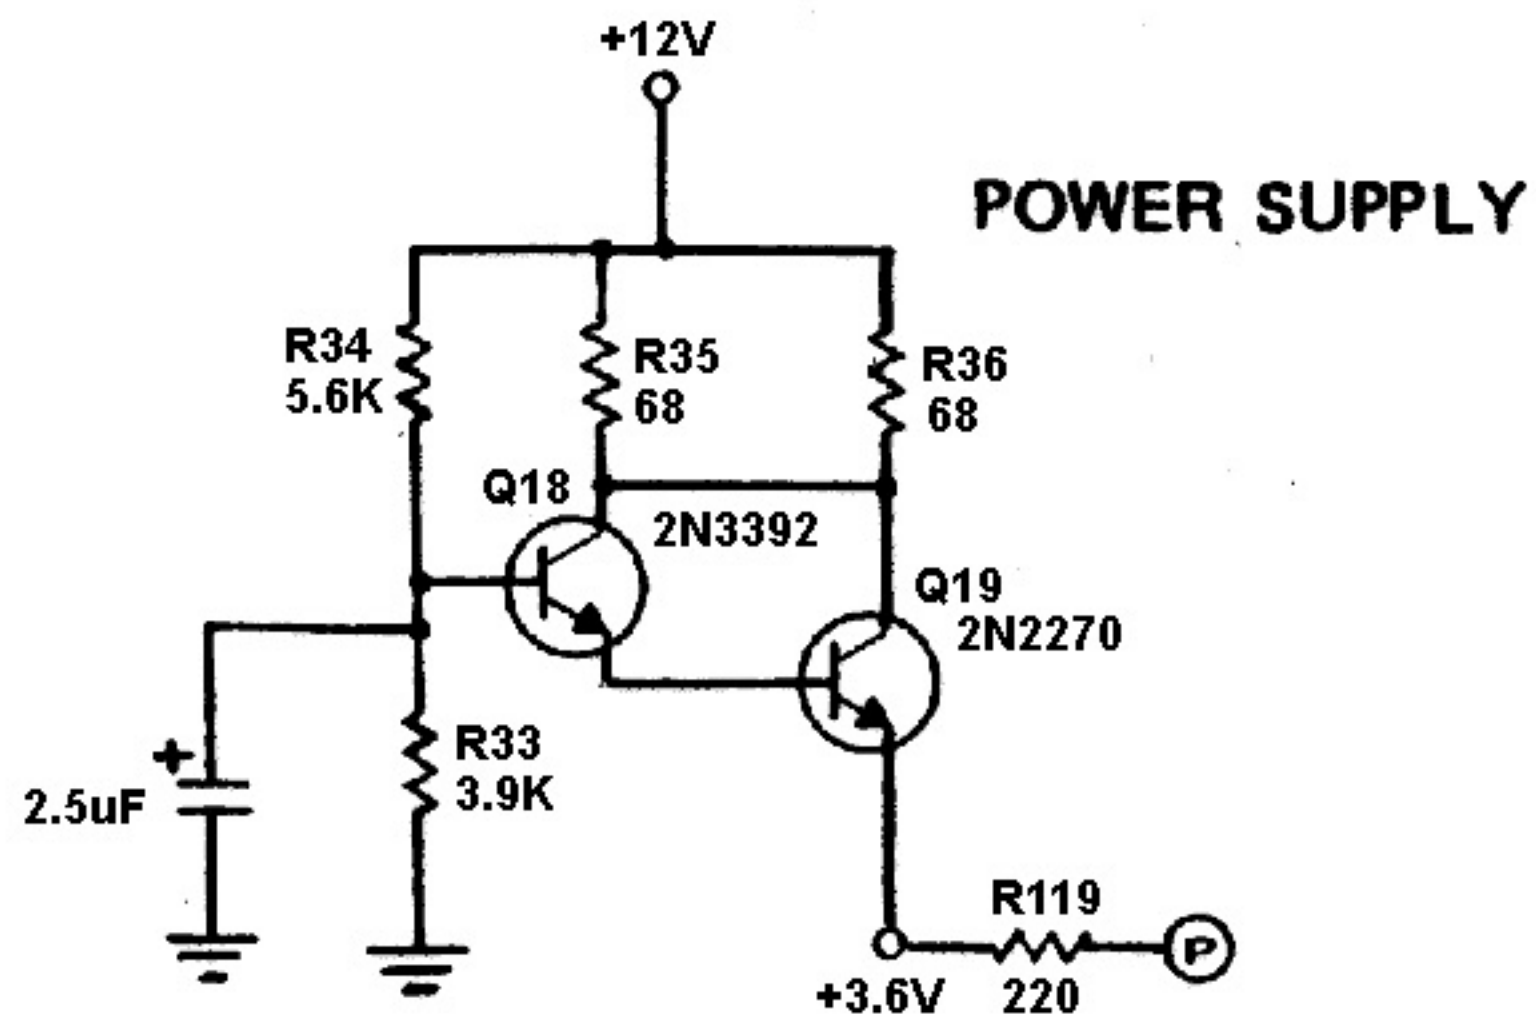 +12V
POWER SUPPLY
R34
5.6K
R35
68
R36
68
Q18
2N3392
Q19
2N2270
+
2.5uF
R33
3.9K
R119
220
+3.6V
P